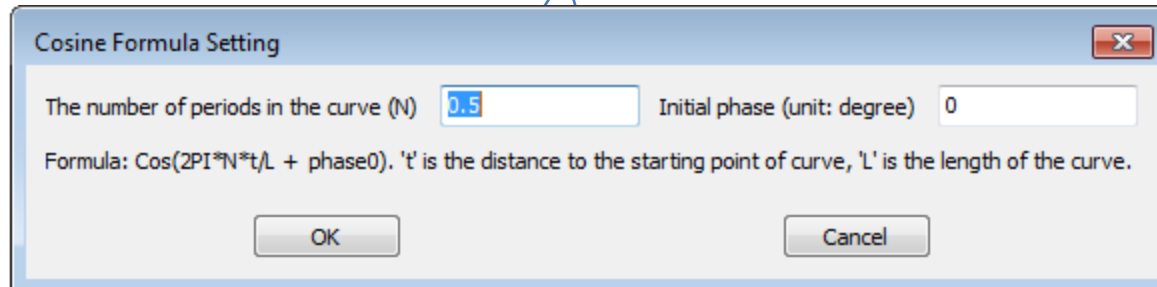 Cosine Formula Setting
The number of periods in the curve (N) 0.5 Initial phase (unit: degree) 0
Formula: Cos(2PI*N*t/L + phase0). 't' is the distance to the starting point of curve, 'L' is the length of the curve.
OK Cancel